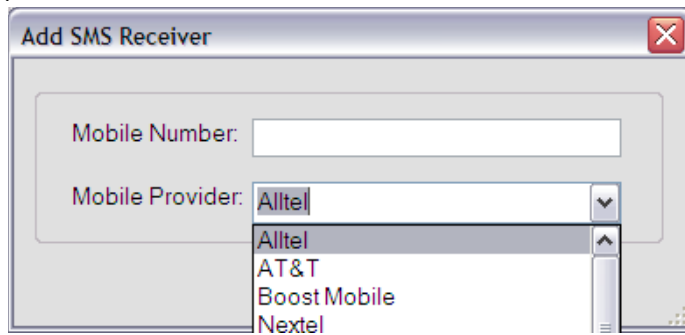 Add SMS Receiver
Mobile Number:
Mobile Provider: Alltel
Alltel
AT&T
Boost Mobile
Nextel